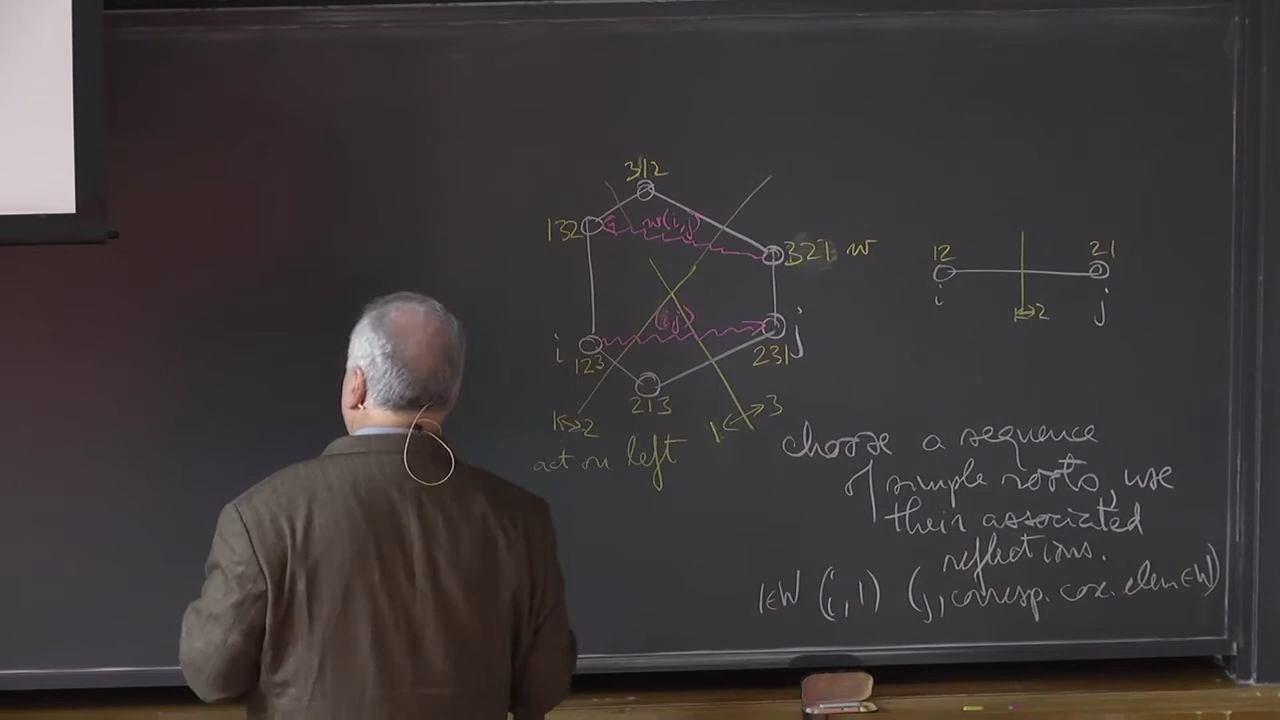 312
132
w(i,j)
321 w
i
(i,j)
j
123
231
213
1↔2
1↔3
act on left
12
21
i
j
1↔2
choose a sequence
of simple roots, use
their associated
reflections.
1∈W (i,1) (j, corresp. cox. elem ∈ W)